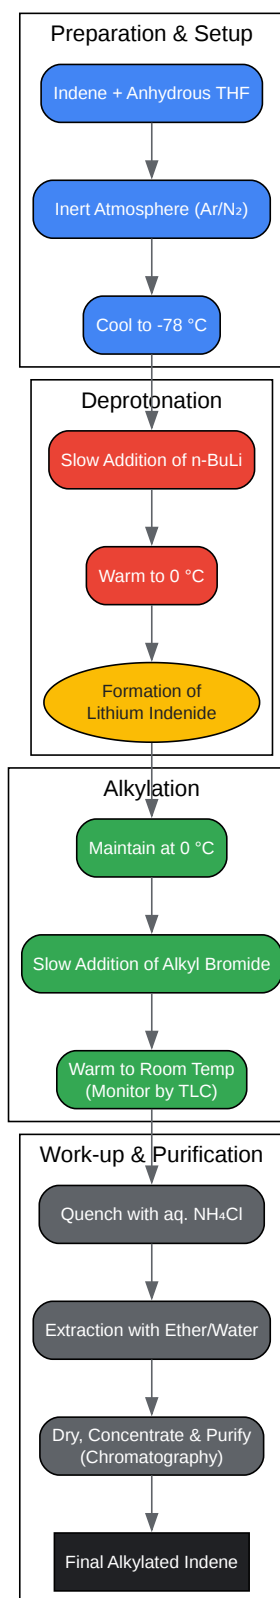 Preparation & Setup
Indene + Anhydrous THF
Inert Atmosphere (Ar/N₂)
Cool to -78 °C
Deprotonation
Slow Addition of n-BuLi
Warm to 0 °C
Formation of
Lithium Indenide
Alkylation
Maintain at 0 °C
Slow Addition of Alkyl Bromide
Warm to Room Temp
(Monitor by TLC)
Work-up & Purification
Quench with aq. NH₄Cl
Extraction with Ether/Water
Dry, Concentrate & Purify
(Chromatography)
Final Alkylated Indene